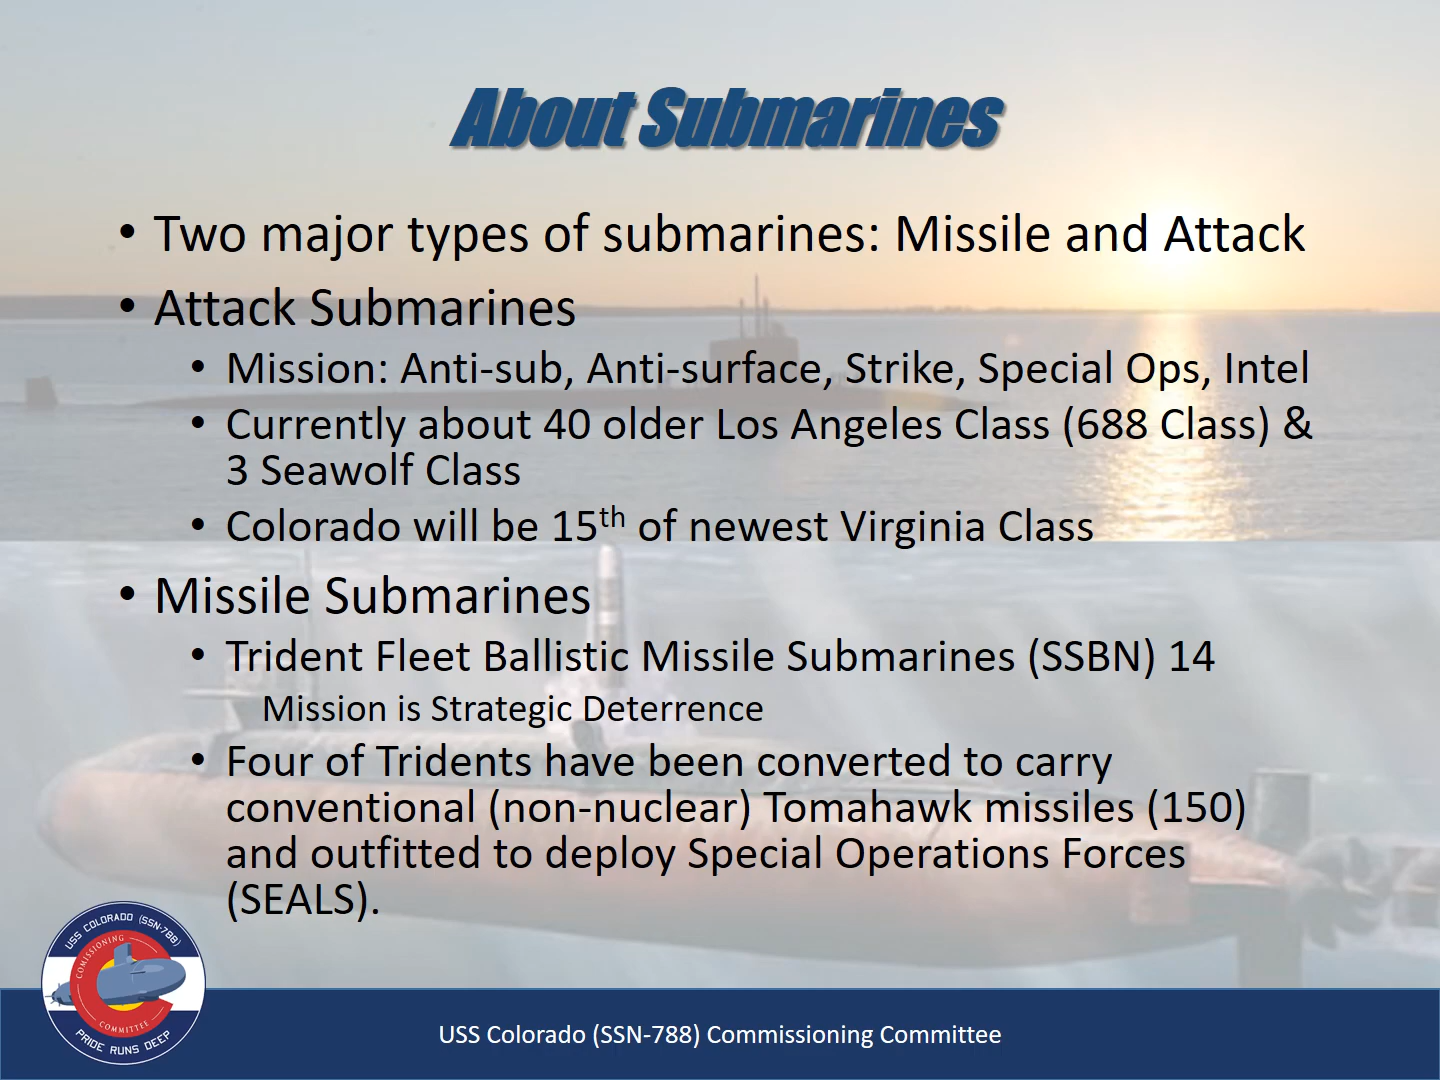 About Submarines
• Two major types of submarines: Missile and Attack
• Attack Submarines
• Mission: Anti-sub, Anti-surface, Strike, Special Ops, Intel
• Currently about 40 older Los Angeles Class (688 Class) &
3 Seawolf Class
• Colorado will be 15th of newest Virginia Class
• Missile Submarines
• Trident Fleet Ballistic Missile Submarines (SSBN) 14
Mission is Strategic Deterrence
• Four of Tridents have been converted to carry
conventional (non-nuclear) Tomahawk missiles (150)
and outfitted to deploy Special Operations Forces
(SEALS).
USS COLORADO (SSN-788)
COMISSIONING
COMMITTEE
PRIDE RUNS DEEP
USS Colorado (SSN-788) Commissioning Committee